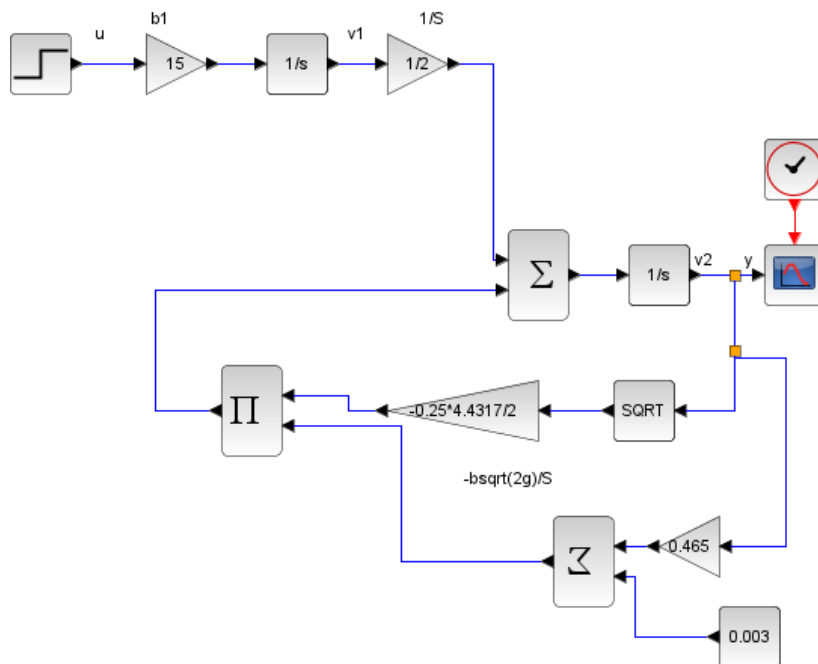 b1
1/S
u
v1
15
1/s
1/2
Σ
1/s
v2
y
Π
-0.25*4.4317/2
SQRT
-bsqrt(2g)/S
Σ
0.465
0.003